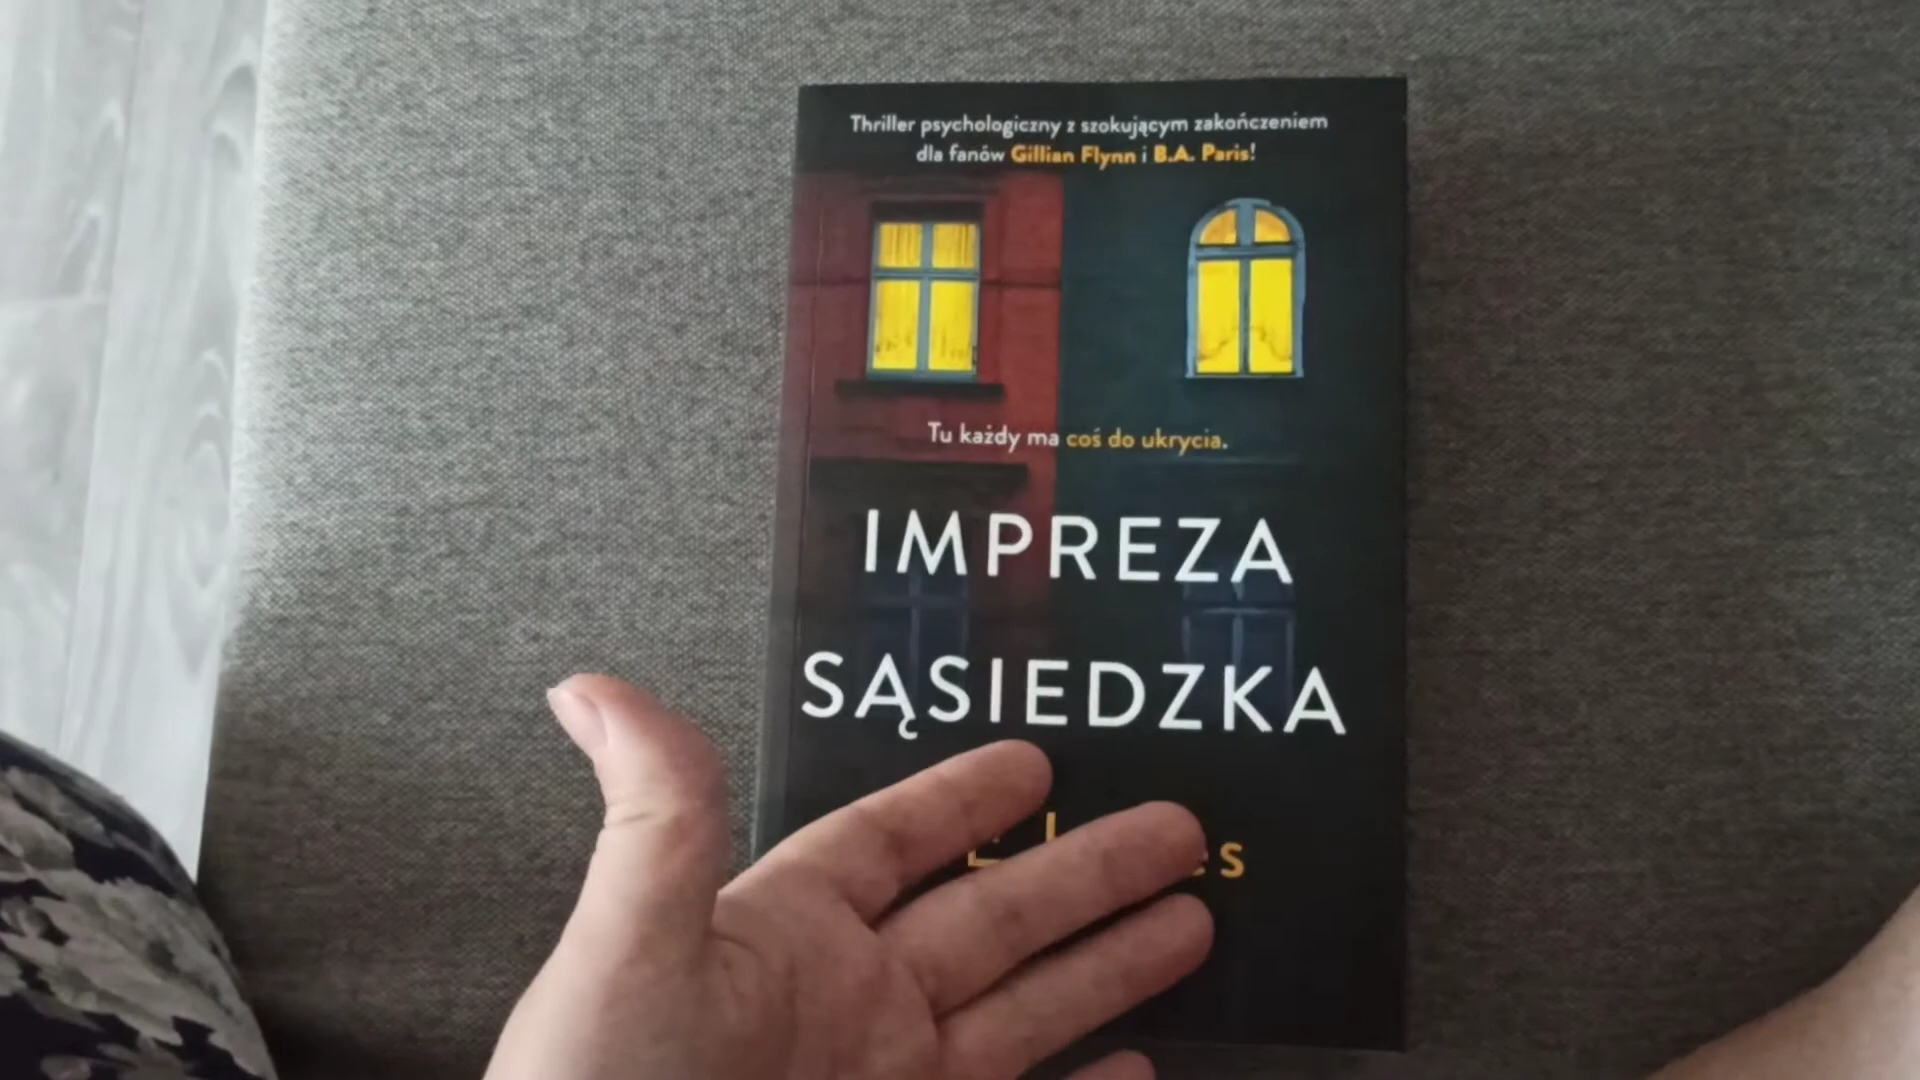 Thriller psychologiczny z szokującym zakończeniem
dla fanów Gillian Flynn i B.A. Paris!
Tu każdy ma coś do ukrycia.
IMPREZA
SĄSIEDZKA